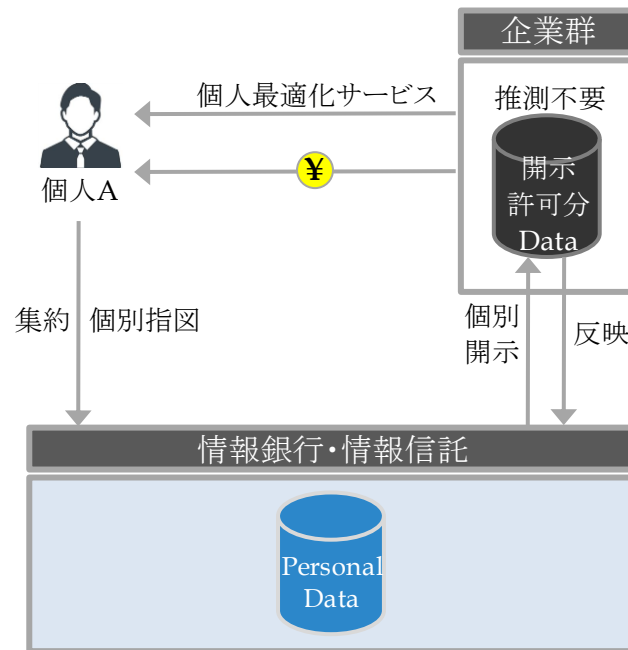 企業群
個人最適化サービス
推測不要
¥
開示
許可分
Data
個人A
集約
個別指図
個別
開示
反映
情報銀行・情報信託
Personal
Data